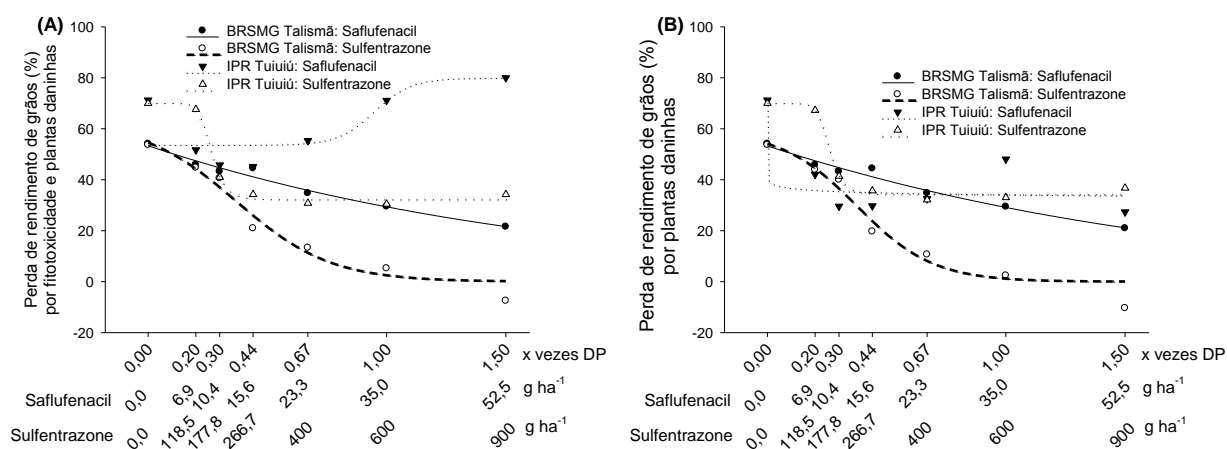 (A)
BRSMG Talismã: Saflufenacil
BRSMG Talismã: Sulfentrazone
IPR Tuiuiú: Saflufenacil
IPR Tuiuiú: Sulfentrazone
Perda de rendimento de grãos (%)
por fitotoxicidade e plantas daninhas
100
80
60
40
20
0
-20
0,00 0,20 0,30 0,44 0,67 1,00 1,50 x vezes DP
Saflufenacil 0,0 6,9 10,4 15,6 23,3 35,0 52,5 g ha-1
Sulfentrazone 0,0 118,5 177,8 266,7 400 600 900 g ha-1
(B)
BRSMG Talismã: Saflufenacil
BRSMG Talismã: Sulfentrazone
IPR Tuiuiú: Saflufenacil
IPR Tuiuiú: Sulfentrazone
Perda de rendimento de grãos (%)
por plantas daninhas
100
80
60
40
20
0
-20
0,00 0,20 0,30 0,44 0,67 1,00 1,50 x vezes DP
Saflufenacil 0,0 6,9 10,4 15,6 23,3 35,0 52,5 g ha-1
Sulfentrazone 0,0 118,5 177,8 266,7 400 600 900 g ha-1